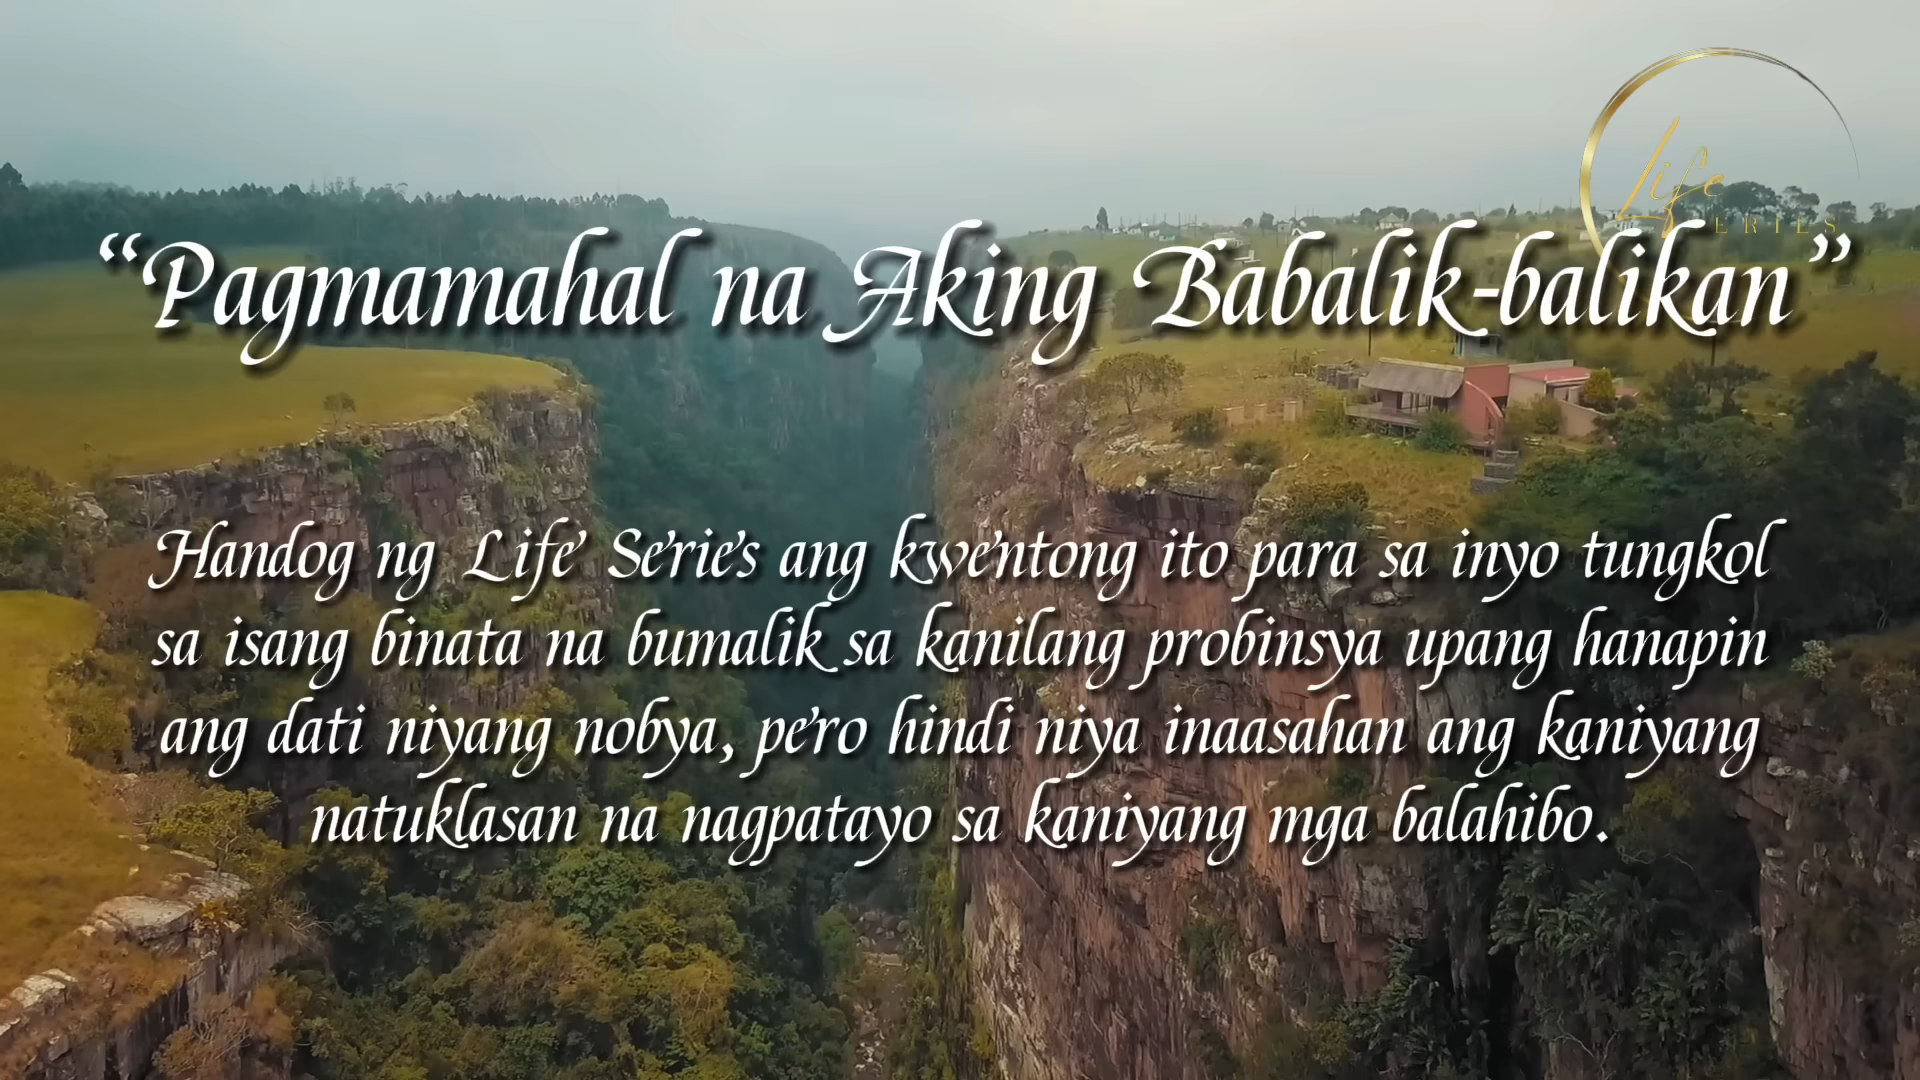 Life
SERIES
“Pagmamahal na Aking Babalik-balikan”
Handog ng Life Series ang kwentong ito para sa inyo tungkol
sa isang binata na bumalik sa kanilang probinsya upang hanapin
ang dati niyang nobya, pero hindi niya inaasahan ang kaniyang
natuklasan na nagpatayo sa kaniyang mga balahibo.